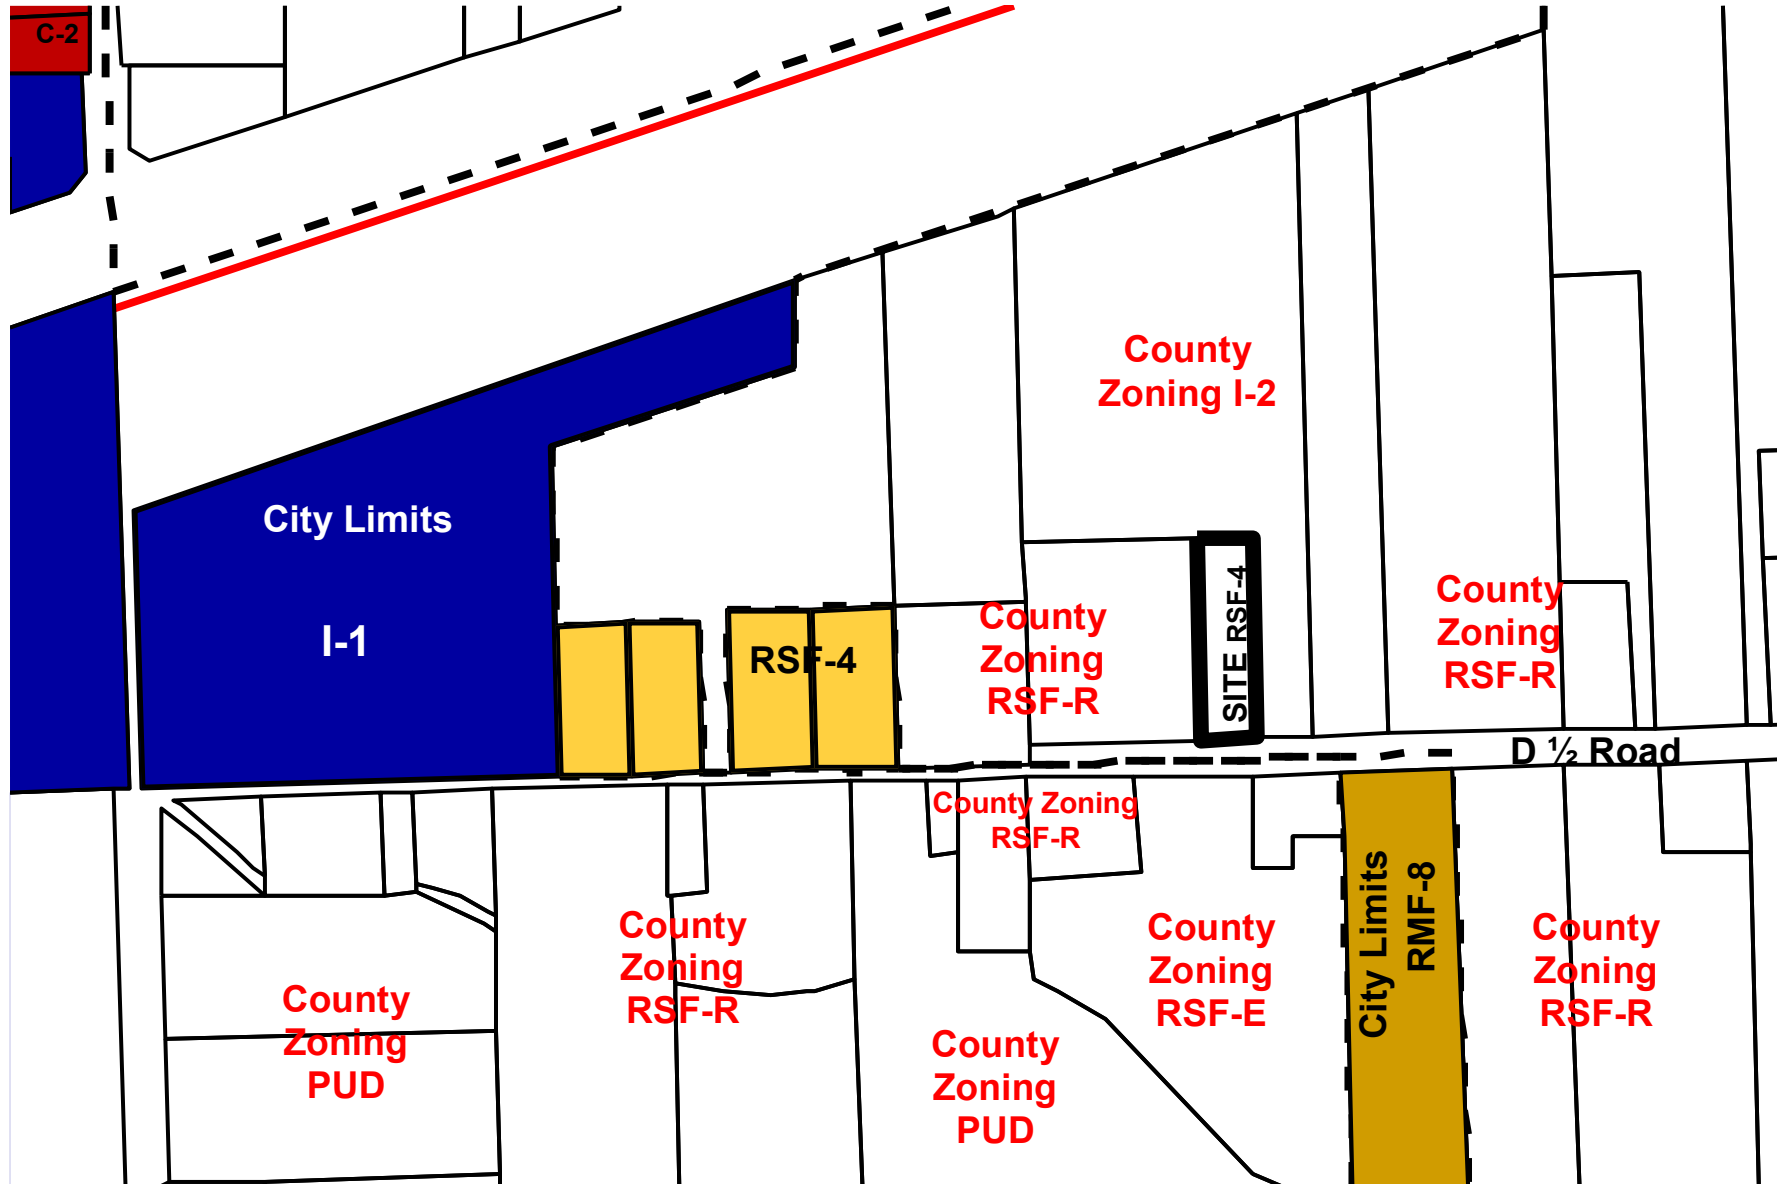 C-2
County
Zoning I-2
City Limits
I-1
RSF-4
County
Zoning
RSF-R
SITE RSF-4
County
Zoning
RSF-R
D ½ Road
County Zoning
RSF-R
County
Zoning
PUD
County
Zoning
RSF-R
County
Zoning
PUD
County
Zoning
RSF-E
City Limits
RMF-8
County
Zoning
RSF-R